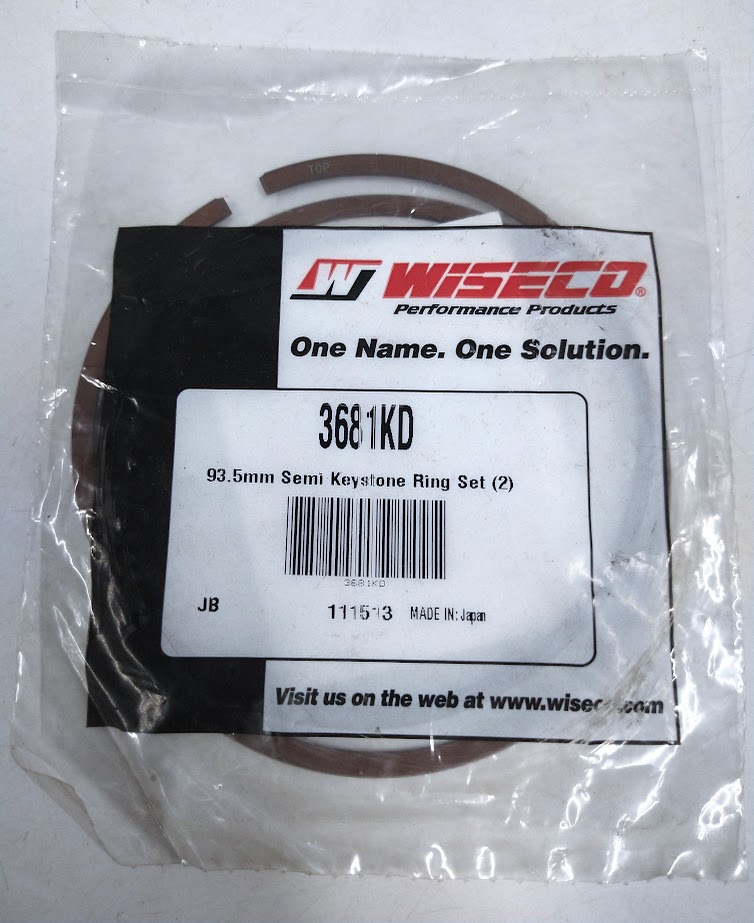 TOP
W WISECO®
Performance Products
One Name. One Solution.
3681KD
93.5mm Semi Keystone Ring Set (2)
3681KD
JB 111513 MADE IN: Japan
Visit us on the web at www.wiseco.com